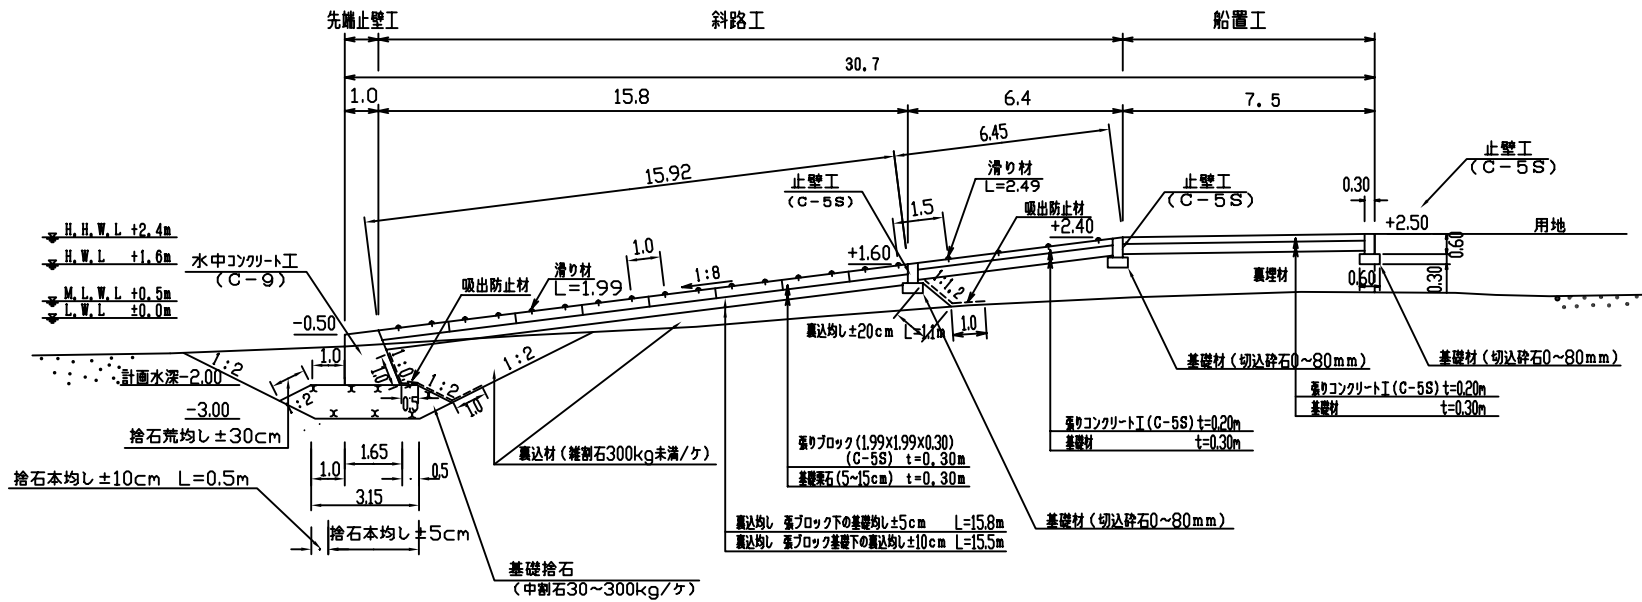 先端止壁工
斜路工
船置工
30.7
1.0
15.8
6.4
7.5
6.45
15.92
滑り材
L=2.49
止壁工
(C-5S)
止壁工
(C-5S)
止壁工
(C-5S)
0.30
1.5
吸出防止材
+2.40
+2.50
用地
H.H.W.L +2.4m
H.W.L +1.6m
M.L.W.L +0.5m
L.W.L ±0.0m
水中コンクリート工
(C-9)
+1.60
1.0
1:8
滑り材
L=1.99
吸出防止材
1:1.2
裏埋材
0.60
0.60
0.30
-0.50
裏込均し±20cm L=1.1m
1.0
1:2
1.0
1.0
1:2
1:2
計画水深-2.00
基礎材(切込砕石0~80mm)
基礎材(切込砕石0~80mm)
1:2
0.5
1.0
-3.00
張りコンクリート工(C-5S) t=0.20m
基礎材 t=0.30m
捨石荒均し±30cm
張りコンクリート工(C-5S) t=0.20m
基礎材 t=0.30m
張りブロック(1.99×1.99×0.30)
(C-5S) t=0.30m
基礎栗石(5~15cm) t=0.30m
裏込材(雑割石300kg未満/ケ)
1.65
1.0
0.5
捨石本均し±10cm L=0.5m
3.15
裏込均し 張ブロック下の基礎均し±5cm L=15.8m
裏込均し 張ブロック基礎下の裏込均し±10cm L=15.5m
基礎材(切込砕石0~80mm)
捨石本均し±5cm
基礎捨石
(中割石30~300kg/ケ)